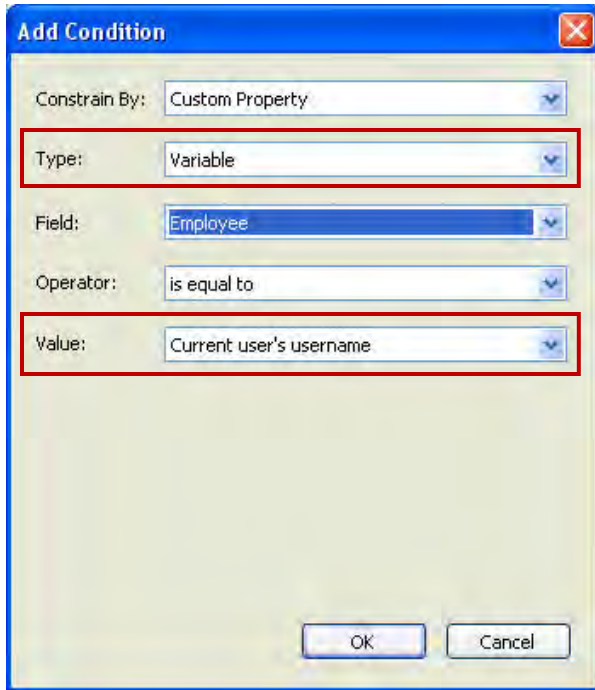 Add Condition
Constrain By: Custom Property
Type: Variable
Field: Employee
Operator: is equal to
Value: Current user's username
OK Cancel